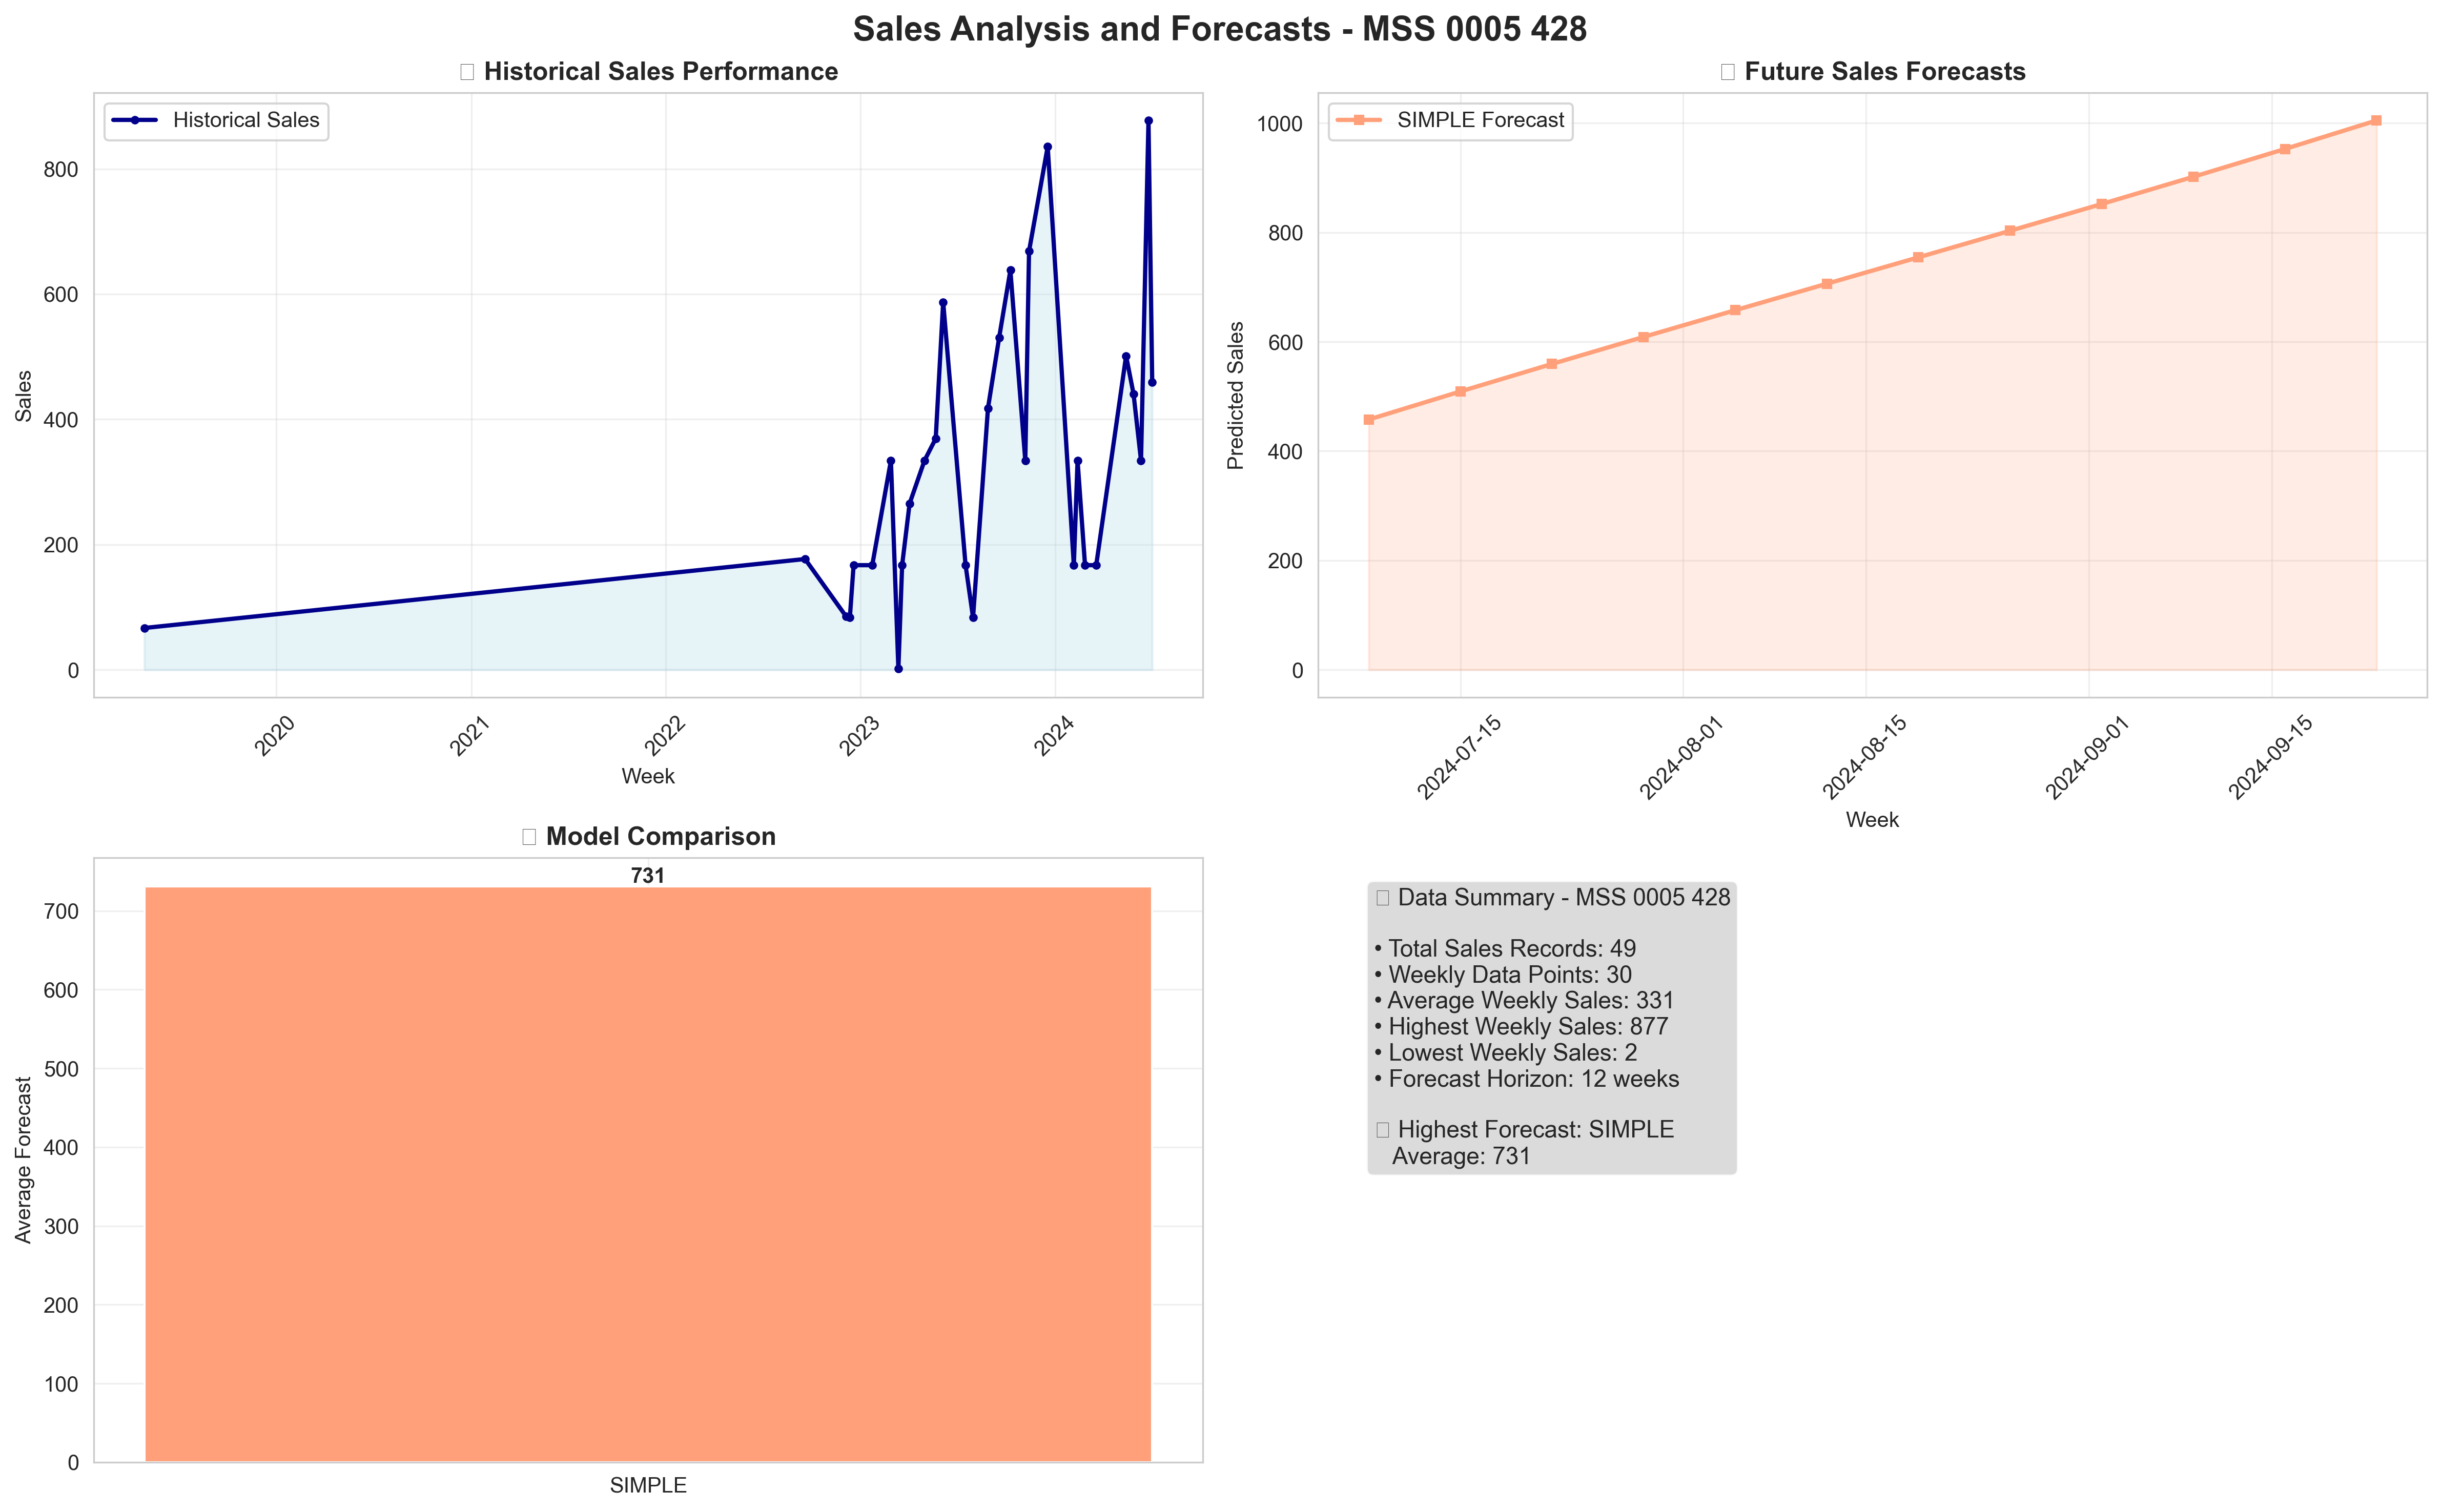 Sales Analysis and Forecasts - MSS 0005 428
Historical Sales Performance
Historical Sales
Sales
800
600
400
200
0
2020
2021
2022
2023
2024
Week
Future Sales Forecasts
SIMPLE Forecast
Predicted Sales
1000
800
600
400
200
0
2024-07-15
2024-08-01
2024-08-15
2024-09-01
2024-09-15
Week
Model Comparison
731
Average Forecast
700
600
500
400
300
200
100
0
SIMPLE
Data Summary - MSS 0005 428
• Total Sales Records: 49
• Weekly Data Points: 30
• Average Weekly Sales: 331
• Highest Weekly Sales: 877
• Lowest Weekly Sales: 2
• Forecast Horizon: 12 weeks
Highest Forecast: SIMPLE
Average: 731